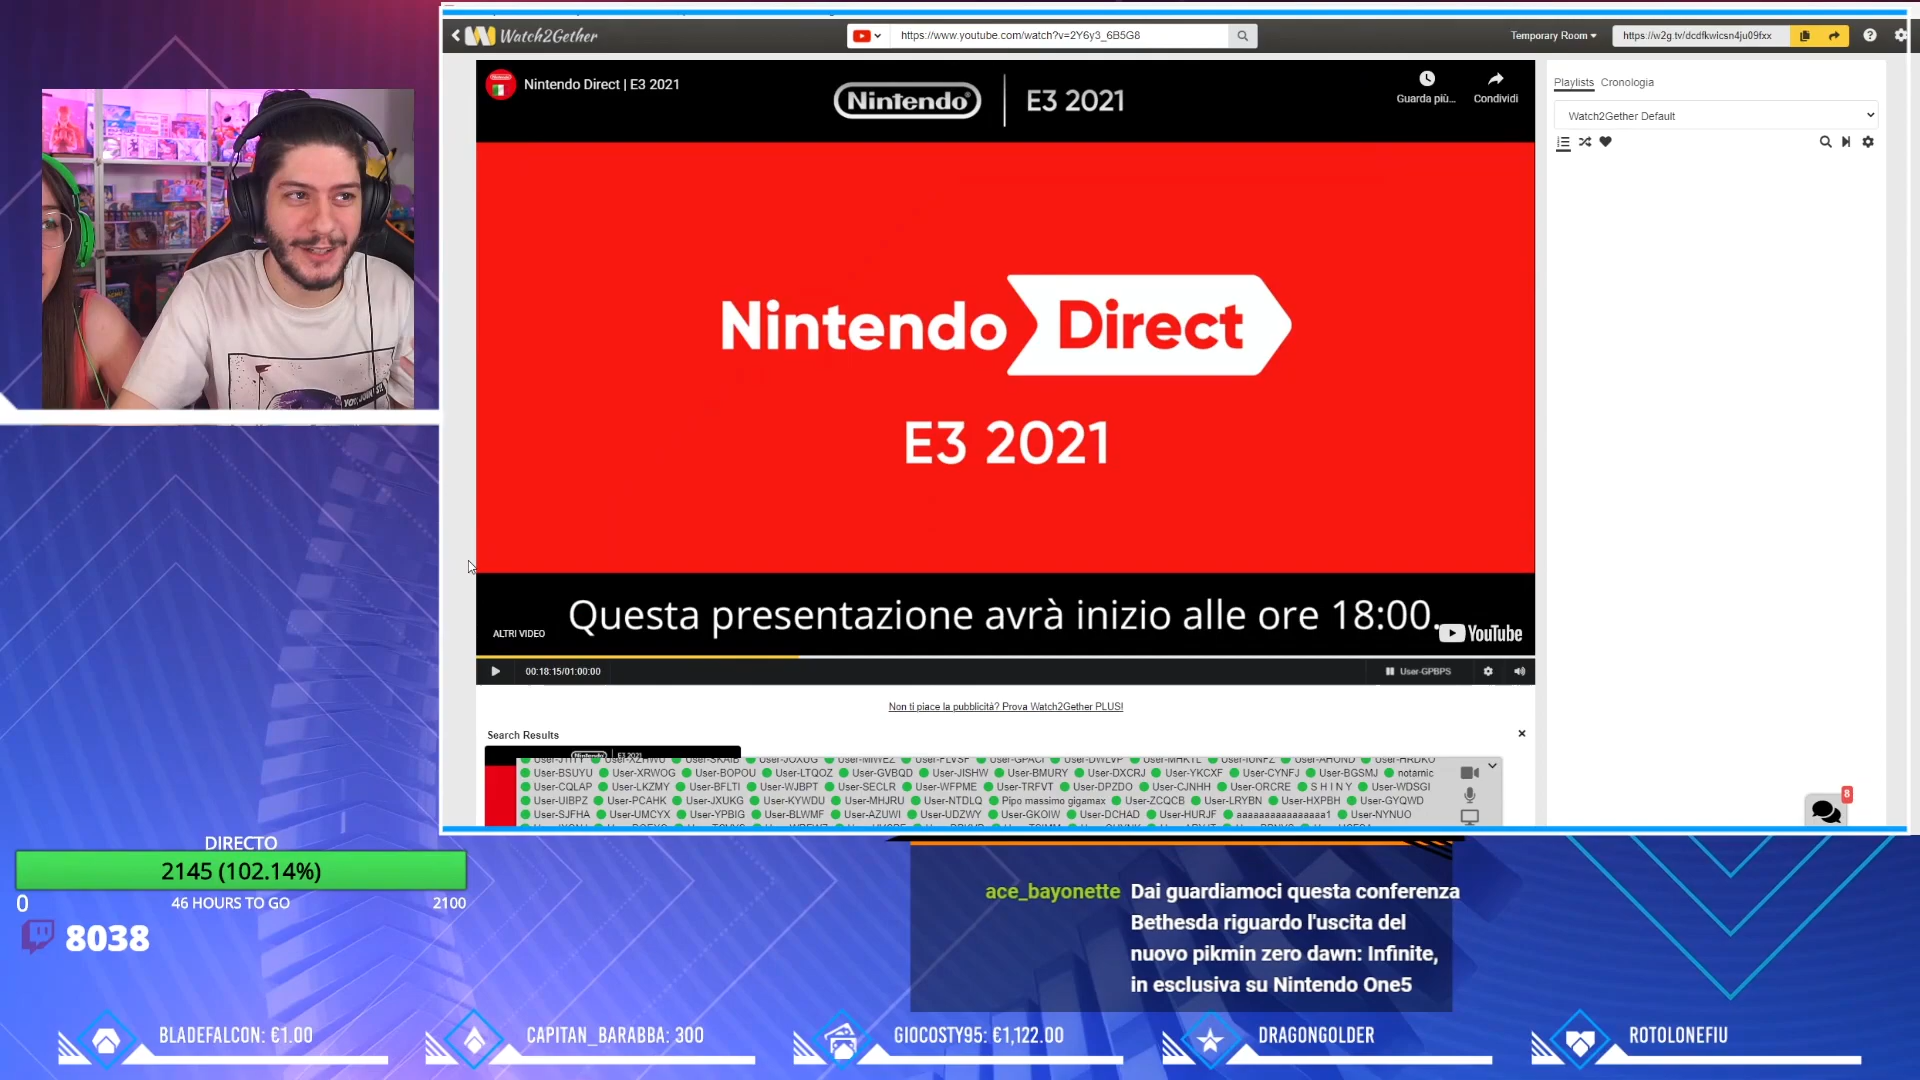 Watch2Gether
https://www.youtube.com/watch?v=2Y6y3_6B5G8
Temporary Room
https://w2g.tv/dcdfkwicsn4ju09fxx
Nintendo Direct | E3 2021
Nintendo
E3 2021
Guarda più...
Condividi
Playlists Cronologia
Watch2Gether Default
Nintendo Direct
E3 2021
Questa presentazione avrà inizio alle ore 18:00.
ALTRI VIDEO
YouTube
00:18:15/01:00:00
User-GPBPS
Non ti piace la pubblicità? Prova Watch2Gether PLUS!
Search Results
User-BSUYU User-XRWOG User-BOPOU User-LTQOZ User-GVBQD User-JISHW User-BMURY User-DXCRJ User-YKCXF User-CYNFJ User-BGSMJ notarnic
User-CQLAP User-LKZMY User-BFLTI User-WJBPT User-SECLR User-WFPME User-TRFVT User-DPZDO User-CJNHH User-ORCRE S H I N Y User-WDSGI
User-UIBPZ User-PCAHK User-JXUKG User-KYWDU User-MHJRU User-NTDLQ Pipo massimo gigamax User-ZCQCB User-LRYBN User-HXPBH User-GYQWD
User-SJFHA User-UMCYX User-YPBIG User-BLWMF User-AZUWI User-UDZWY User-GKOIW User-DCHAD User-HURJF User-NYNUO
8
DIRECTO
2145 (102.14%)
0
46 HOURS TO GO
2100
8038
ace_bayonette Dai guardiamoci questa conferenza
Bethesda riguardo l'uscita del
nuovo pikmin zero dawn: Infinite,
in esclusiva su Nintendo One5
BLADEFALCON: €1.00
CAPITAN_BARABBA: 300
GIOCOSTY95: €1,122.00
DRAGONGOLDER
ROTOLONEFIU